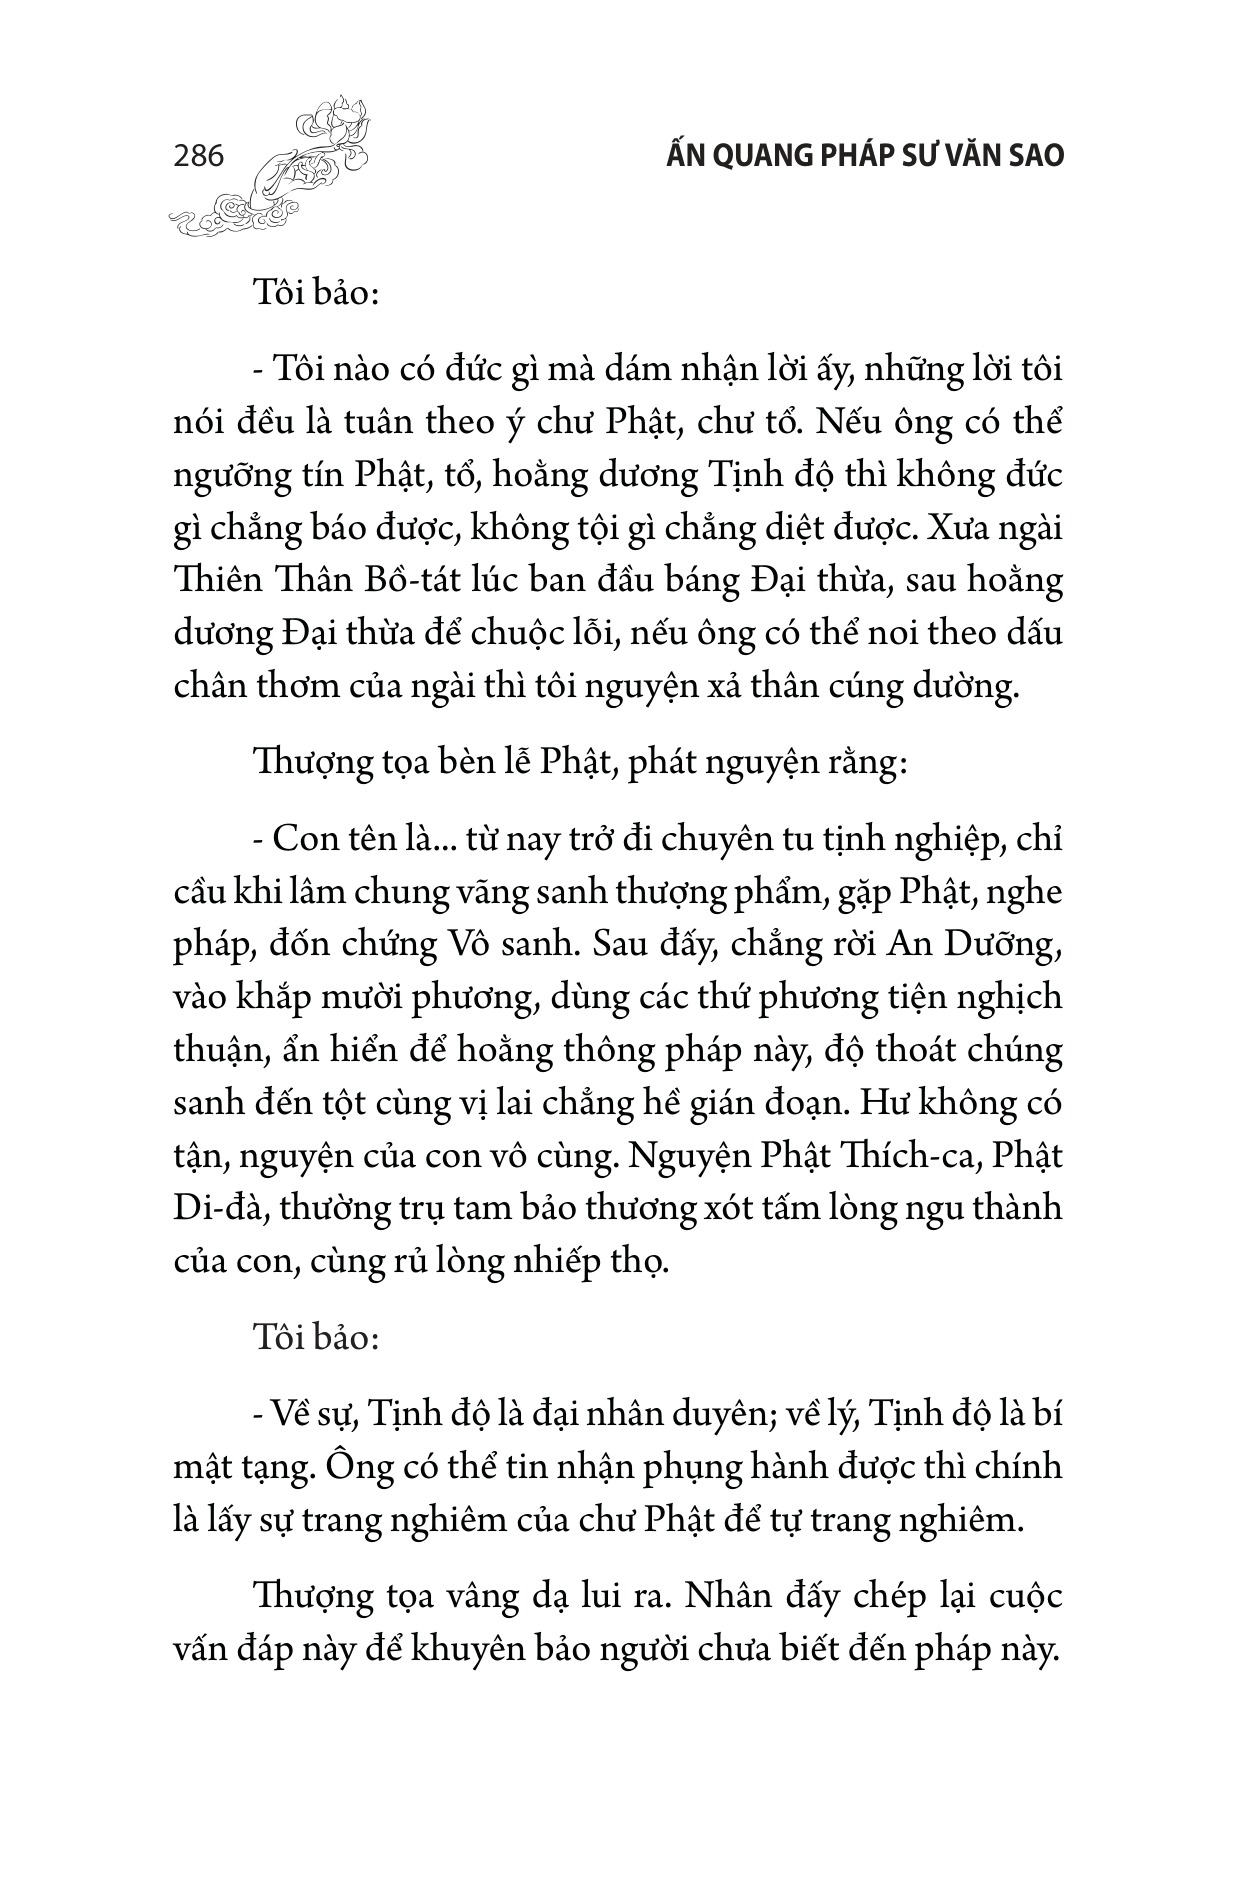 286
ẤN QUANG PHÁP SƯ VĂN SAO
Tôi bảo:
- Tôi nào có đức gì mà dám nhận lời ấy, những lời tôi
nói đều là tuân theo ý chư Phật, chư tổ. Nếu ông có thể
ngưỡng tín Phật, tổ, hoằng dương Tịnh độ thì không đức
gì chẳng báo được, không tội gì chẳng diệt được. Xưa ngài
Thiên Thân Bồ-tát lúc ban đầu báng Đại thừa, sau hoằng
dương Đại thừa để chuộc lỗi, nếu ông có thể noi theo dấu
chân thơm của ngài thì tôi nguyện xả thân cúng dường.
Thượng tọa bèn lễ Phật, phát nguyện rằng:
- Con tên là... từ nay trở đi chuyên tu tịnh nghiệp, chỉ
cầu khi lâm chung vãng sanh thượng phẩm, gặp Phật, nghe
pháp, đốn chứng Vô sanh. Sau đấy, chẳng rời An Dưỡng,
vào khắp mười phương, dùng các thứ phương tiện nghịch
thuận, ẩn hiển để hoằng thông pháp này, độ thoát chúng
sanh đến tột cùng vị lai chẳng hề gián đoạn. Hư không có
tận, nguyện của con vô cùng. Nguyện Phật Thích-ca, Phật
Di-đà, thường trụ tam bảo thương xót tấm lòng ngu thành
của con, cùng rủ lòng nhiếp thọ.
Tôi bảo:
- Về sự, Tịnh độ là đại nhân duyên; về lý, Tịnh độ là bí
mật tạng. Ông có thể tin nhận phụng hành được thì chính
là lấy sự trang nghiêm của chư Phật để tự trang nghiêm.
Thượng tọa vâng dạ lui ra. Nhân đấy chép lại cuộc
vấn đáp này để khuyên bảo người chưa biết đến pháp này.